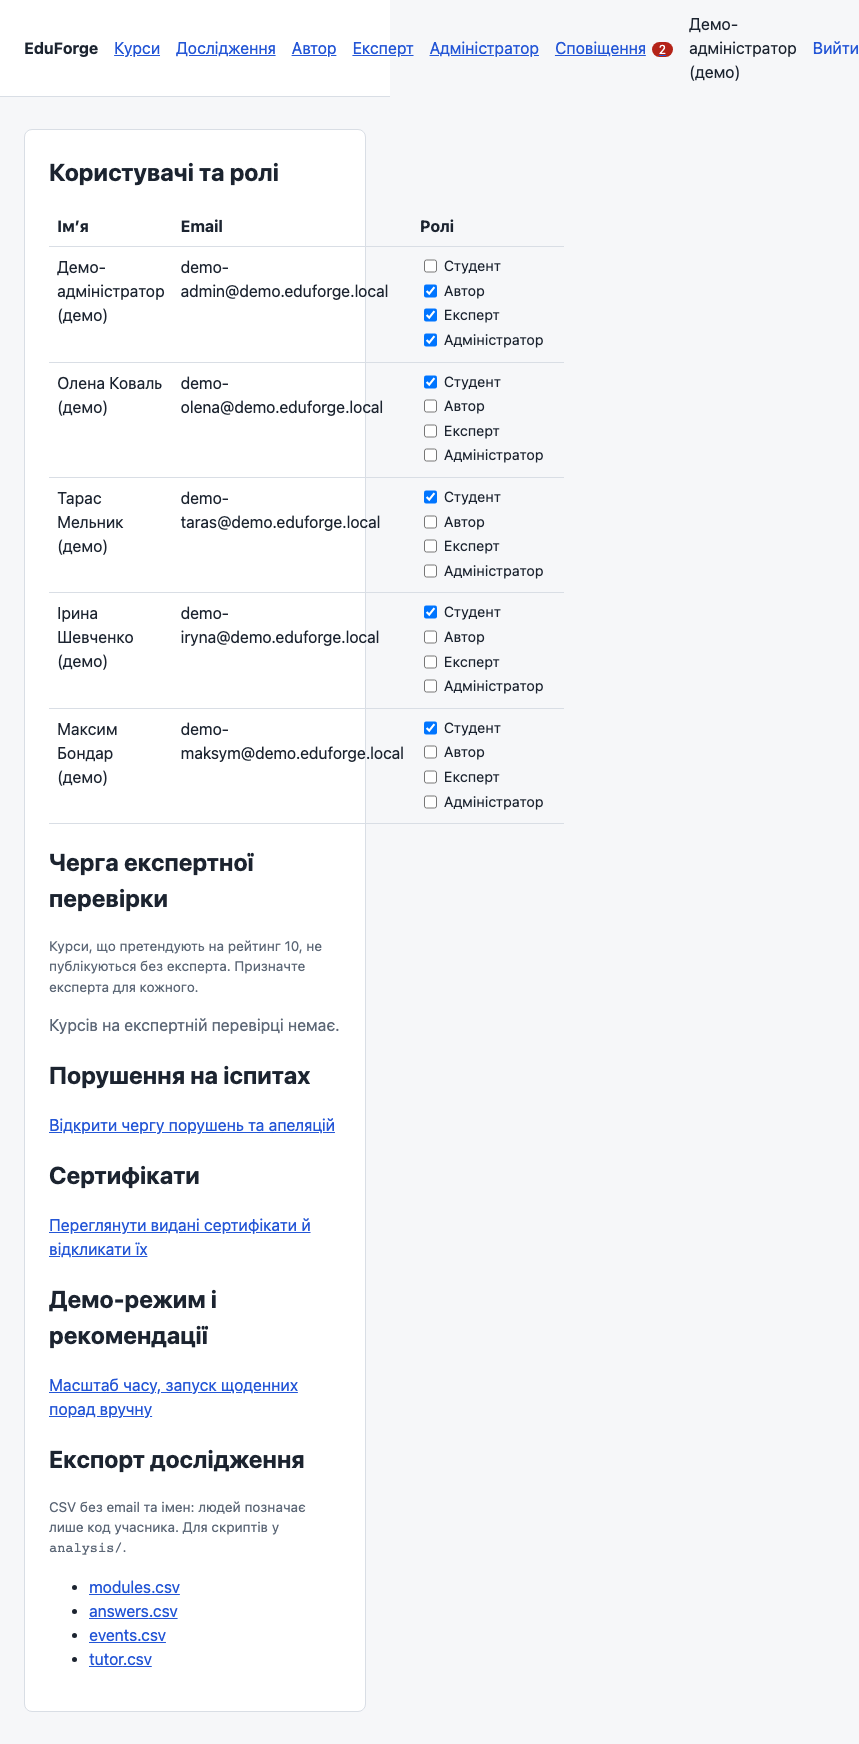 EduForge Курси Дослідження Автор Експерт Адміністратор Сповіщення 2 Демо-адміністратор (демо) Вийти
Користувачі та ролі
Ім’я Email Ролі
Демо-адміністратор (демо) demo-admin@demo.eduforge.local
Студент
Автор
Експерт
Адміністратор
Олена Коваль (демо) demo-olena@demo.eduforge.local
Студент
Автор
Експерт
Адміністратор
Тарас Мельник (демо) demo-taras@demo.eduforge.local
Студент
Автор
Експерт
Адміністратор
Ірина Шевченко (демо) demo-iryna@demo.eduforge.local
Студент
Автор
Експерт
Адміністратор
Максим Бондар (демо) demo-maksym@demo.eduforge.local
Студент
Автор
Експерт
Адміністратор
Черга експертної
перевірки
Курси, що претендують на рейтинг 10, не
публікуються без експерта. Призначте
експерта для кожного.
Курсів на експертній перевірці немає.
Порушення на іспитах
Відкрити чергу порушень та апеляцій
Сертифікати
Переглянути видані сертифікати й
відкликати їх
Демо-режим і
рекомендації
Масштаб часу, запуск щоденних
порад вручну
Експорт дослідження
CSV без email та імен: людей позначає
лише код учасника. Для скриптів у
analysis/.
modules.csv
answers.csv
events.csv
tutor.csv